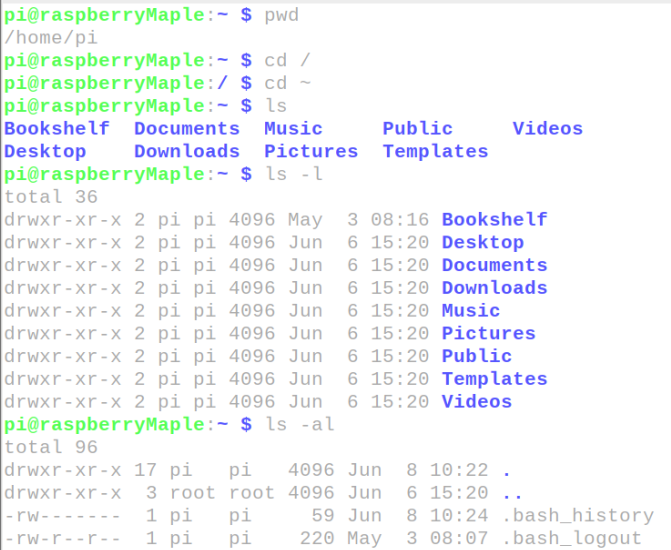 pi@raspberryMaple:~ $ pwd
/home/pi
pi@raspberryMaple:~ $ cd /
pi@raspberryMaple:/ $ cd ~
pi@raspberryMaple:~ $ ls
Bookshelf  Documents  Music     Public     Videos
Desktop    Downloads  Pictures  Templates
pi@raspberryMaple:~ $ ls -l
total 36
drwxr-xr-x 2 pi pi 4096 May  3 08:16 Bookshelf
drwxr-xr-x 2 pi pi 4096 Jun  6 15:20 Desktop
drwxr-xr-x 2 pi pi 4096 Jun  6 15:20 Documents
drwxr-xr-x 2 pi pi 4096 Jun  6 15:20 Downloads
drwxr-xr-x 2 pi pi 4096 Jun  6 15:20 Music
drwxr-xr-x 2 pi pi 4096 Jun  6 15:20 Pictures
drwxr-xr-x 2 pi pi 4096 Jun  6 15:20 Public
drwxr-xr-x 2 pi pi 4096 Jun  6 15:20 Templates
drwxr-xr-x 2 pi pi 4096 Jun  6 15:20 Videos
pi@raspberryMaple:~ $ ls -al
total 96
drwxr-xr-x 17 pi   pi   4096 Jun  8 10:22 .
drwxr-xr-x  3 root root 4096 Jun  6 15:20 ..
-rw-------  1 pi   pi     59 Jun  8 10:24 .bash_history
-rw-r--r--  1 pi   pi    220 May  3 08:07 .bash_logout